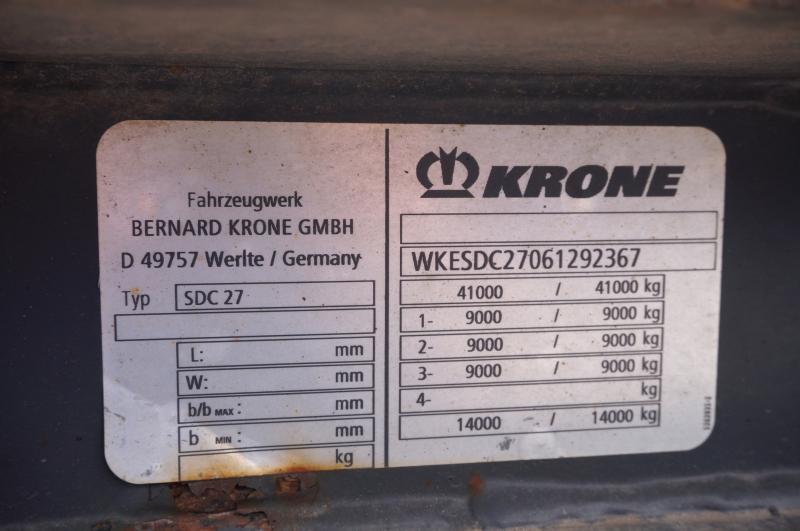 Fahrzeugwerk
BERNARD KRONE GMBH
D 49757 Werlte / Germany
Typ SDC 27
L: mm
W: mm
b/b MAX : mm
b MIN : mm
kg
KRONE
WKESDC27061292367
41000 / 41000 kg
1- 9000 / 9000 kg
2- 9000 / 9000 kg
3- 9000 / 9000 kg
4- kg
14000 / 14000 kg